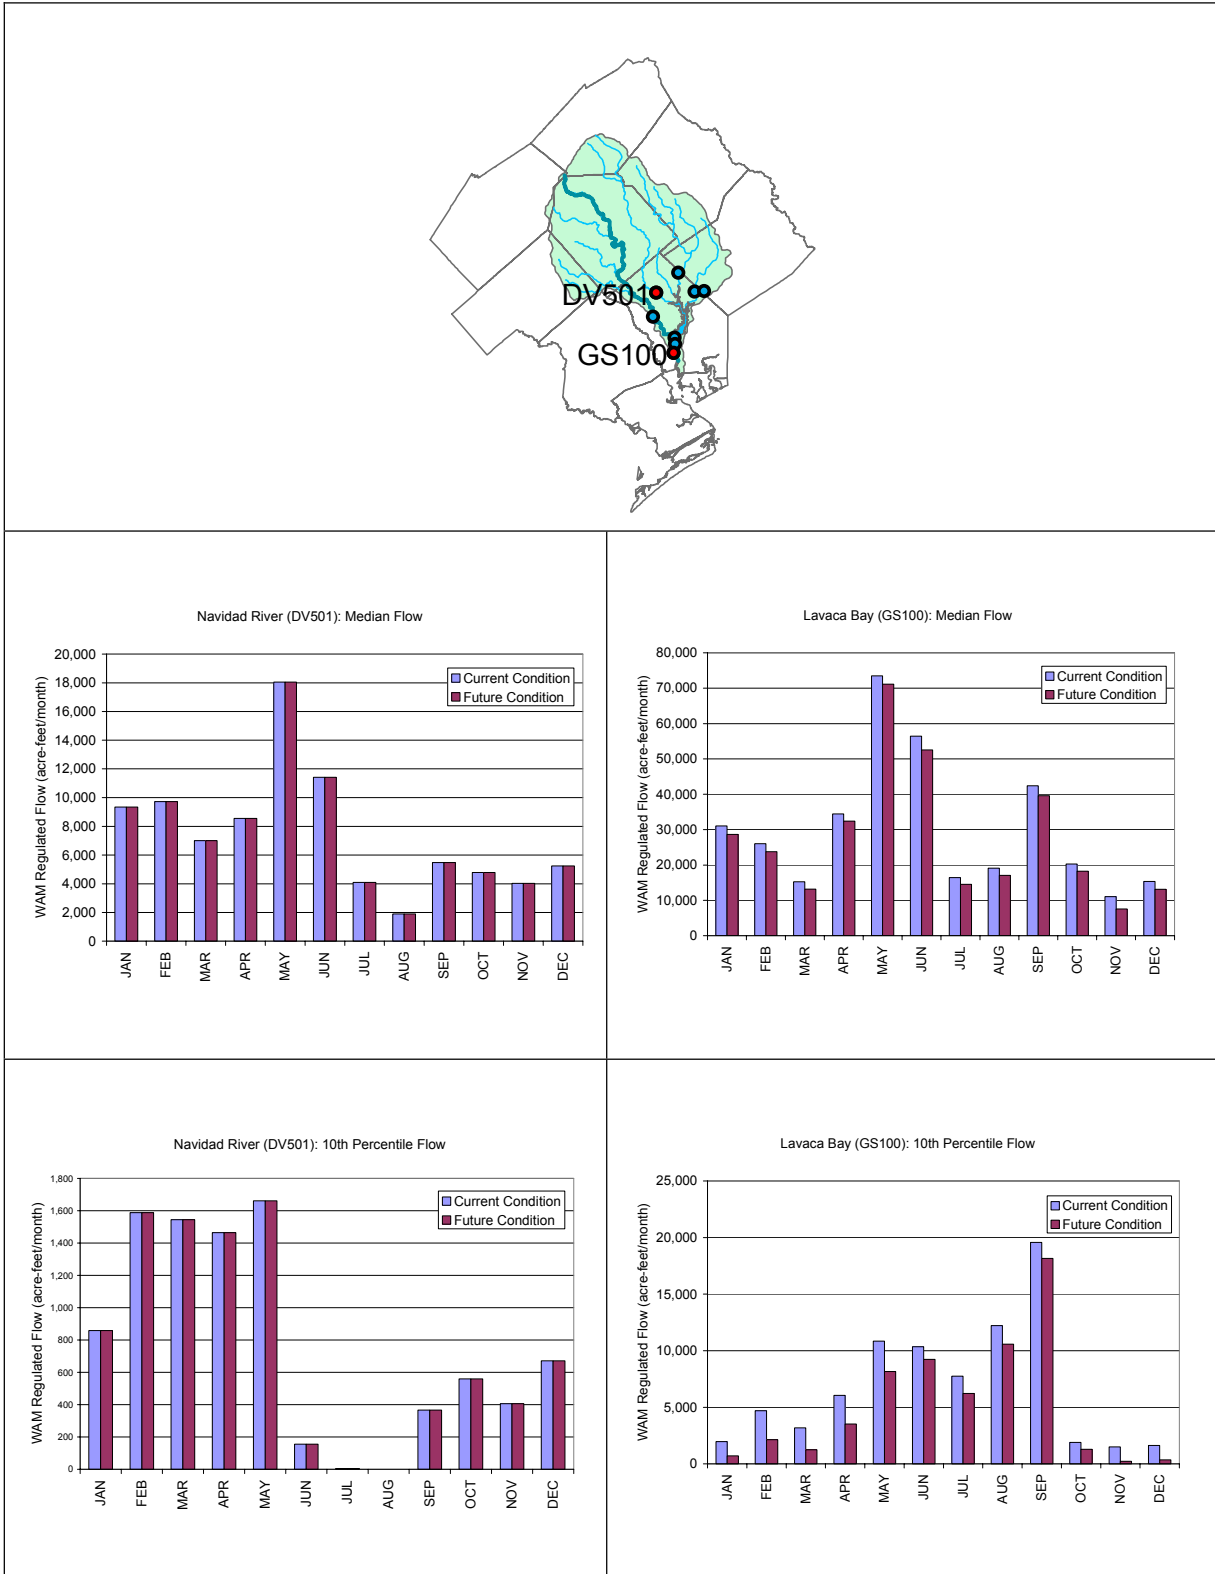 DV501
GS100
Navidad River (DV501): Median Flow
WAM Regulated Flow (acre-feet/month)
20,000
18,000
16,000
14,000
12,000
10,000
8,000
6,000
4,000
2,000
0
Current Condition
Future Condition
JAN FEB MAR APR MAY JUN JUL AUG SEP OCT NOV DEC
Lavaca Bay (GS100): Median Flow
WAM Regulated Flow (acre-feet/month)
80,000
70,000
60,000
50,000
40,000
30,000
20,000
10,000
0
Current Condition
Future Condition
JAN FEB MAR APR MAY JUN JUL AUG SEP OCT NOV DEC
Navidad River (DV501): 10th Percentile Flow
WAM Regulated Flow (acre-feet/month)
1,800
1,600
1,400
1,200
1,000
800
600
400
200
0
Current Condition
Future Condition
JAN FEB MAR APR MAY JUN JUL AUG SEP OCT NOV DEC
Lavaca Bay (GS100): 10th Percentile Flow
WAM Regulated Flow (acre-feet/month)
25,000
20,000
15,000
10,000
5,000
0
Current Condition
Future Condition
JAN FEB MAR APR MAY JUN JUL AUG SEP OCT NOV DEC